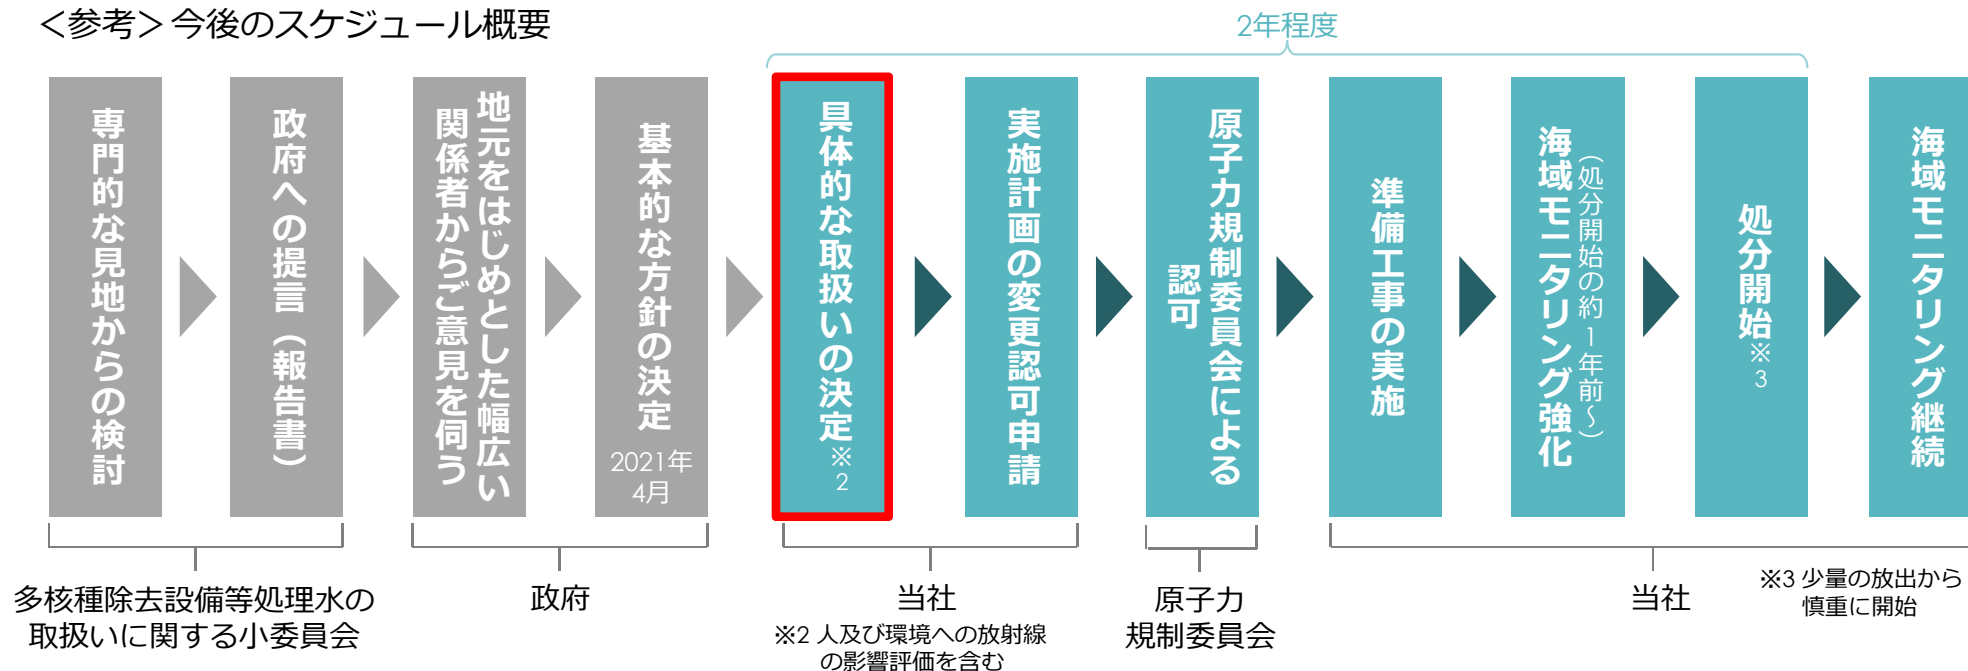 ＜参考＞今後のスケジュール概要
2年程度
専門的な見地からの検討
政府への提言（報告書）
地元をはじめとした幅広い
関係者からご意見を伺う
基本的な方針の決定
2021年
4月
具体的な取扱いの決定※2
実施計画の変更認可申請
原子力規制委員会による
認可
準備工事の実施
（処分開始の約1年前～）
海域モニタリング強化
処分開始※3
海域モニタリング継続
多核種除去設備等処理水の
取扱いに関する小委員会
政府
当社
※2 人及び環境への放射線
の影響評価を含む
原子力
規制委員会
当社
※3 少量の放出から
慎重に開始